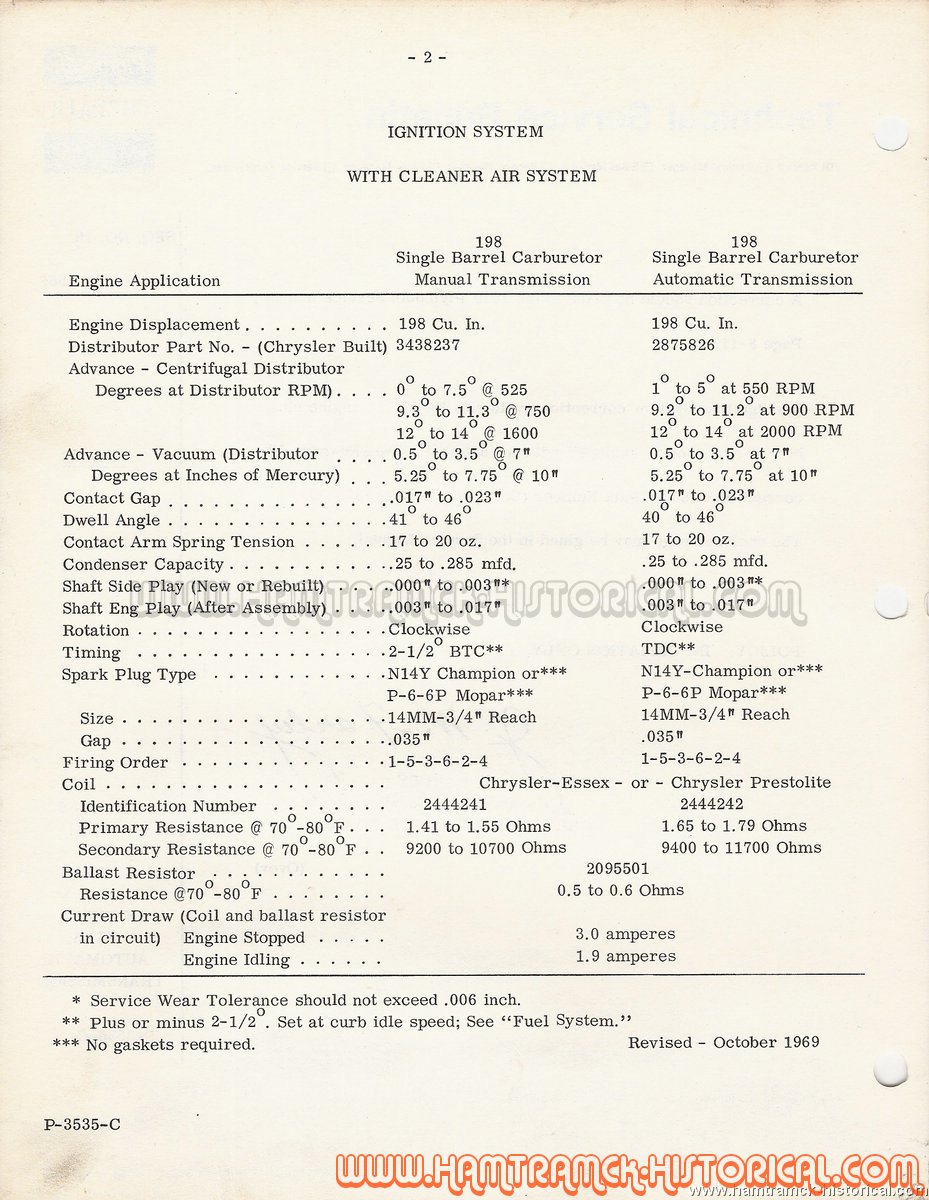 - 2 -
IGNITION SYSTEM
WITH CLEANER AIR SYSTEM
198 198
Single Barrel Carburetor Single Barrel Carburetor
Engine Application Manual Transmission Automatic Transmission
Engine Displacement . . . . . . . . . . 198 Cu. In. 198 Cu. In.
Distributor Part No. - (Chrysler Built) 3438237 2875826
Advance - Centrifugal Distributor
Degrees at Distributor RPM) . . . . 0° to 7.5° @ 525 1° to 5° at 550 RPM
9.3° to 11.3° @ 750 9.2° to 11.2° at 900 RPM
12° to 14° @ 1600 12° to 14° at 2000 RPM
Advance - Vacuum (Distributor . . . . 0.5° to 3.5° @ 7" 0.5° to 3.5° at 7"
Degrees at Inches of Mercury) . . . 5.25° to 7.75° @ 10" 5.25° to 7.75° at 10"
Contact Gap . . . . . . . . . . . . . . . .017" to .023" .017" to .023"
Dwell Angle . . . . . . . . . . . . . . . 41° to 46° 40° to 46°
Contact Arm Spring Tension . . . . . . 17 to 20 oz. 17 to 20 oz.
Condenser Capacity . . . . . . . . . . .25 to .285 mfd. .25 to .285 mfd.
Shaft Side Play (New or Rebuilt) . . . . .000" to .003"* .000" to .003"*
Shaft Eng Play (After Assembly) . . . . .003" to .017" .003" to .017"
Rotation . . . . . . . . . . . . . . . . . Clockwise Clockwise
Timing . . . . . . . . . . . . . . . . . 2-1/2° BTC** TDC**
Spark Plug Type . . . . . . . . . . . . N14Y Champion or*** N14Y-Champion or***
P-6-6P Mopar*** P-6-6P Mopar***
Size . . . . . . . . . . . . . . . . . . 14MM-3/4" Reach 14MM-3/4" Reach
Gap . . . . . . . . . . . . . . . . . . .035" .035"
Firing Order . . . . . . . . . . . . . . 1-5-3-6-2-4 1-5-3-6-2-4
Coil . . . . . . . . . . . . . . . . . . . Chrysler-Essex - or - Chrysler Prestolite
Identification Number . . . . . . . . 2444241 2444242
Primary Resistance @ 70°-80°F . . . 1.41 to 1.55 Ohms 1.65 to 1.79 Ohms
Secondary Resistance @ 70°-80°F . . 9200 to 10700 Ohms 9400 to 11700 Ohms
Ballast Resistor . . . . . . . . . . . . 2095501
Resistance @70°-80°F . . . . . . . . 0.5 to 0.6 Ohms
Current Draw (Coil and ballast resistor
in circuit) Engine Stopped . . . . . 3.0 amperes
Engine Idling . . . . . . 1.9 amperes
* Service Wear Tolerance should not exceed .006 inch.
** Plus or minus 2-1/2°. Set at curb idle speed; See "Fuel System."
*** No gaskets required. Revised - October 1969
P-3535-C
www.Hamtramck-Historical.com
www.Hamtramck-Historical.com
www.hamtramck-historical.com